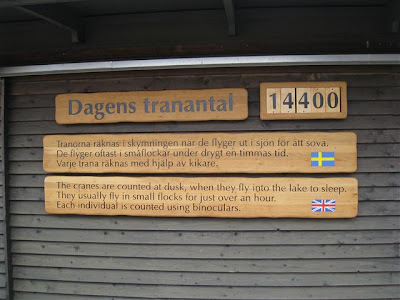 Dagens tranantal
14400
Tranorna räknas i skymningen när de flyger ut i sjön för att sova.
De flyger oftast i småflockar under drygt en timmas tid.
Varje trana räknas med hjälp av kikare.
The cranes are counted at dusk, when they fly into the lake to sleep.
They usually fly in small flocks for just over an hour.
Each individual is counted using binoculars.